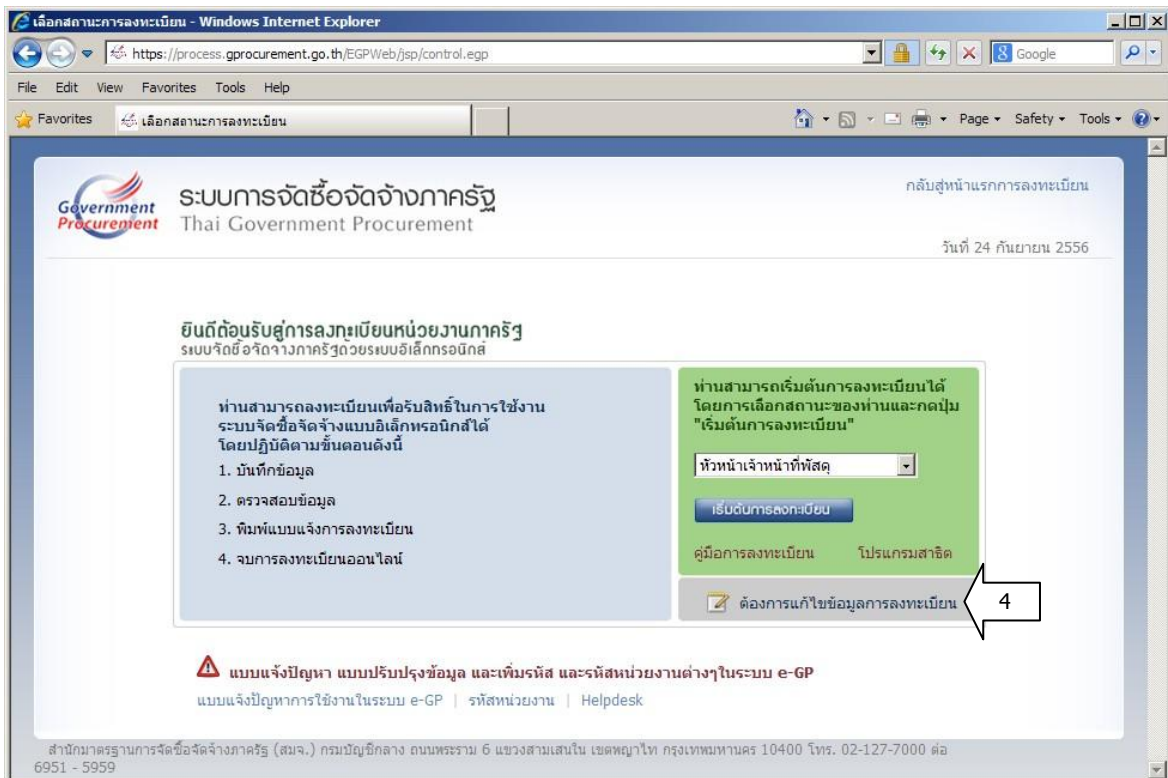 เลือกสถานะการลงทะเบียน - Windows Internet Explorer
https://process.gprocurement.go.th/EGPWeb/jsp/control.egp
Google
File Edit View Favorites Tools Help
Favorites
เลือกสถานะการลงทะเบียน
Page Safety Tools
Government
Procurement
ระบบการจัดซื้อจัดจ้างภาครัฐ
Thai Government Procurement
กลับสู่หน้าแรกการลงทะเบียน
วันที่ 24 กันยายน 2556
ยินดีต้อนรับสู่การลงทะเบียนหน่วยงานภาครัฐ
ระบบจัดซื้อจัดจ้างภาครัฐด้วยระบบอิเล็กทรอนิกส์
ท่านสามารถลงทะเบียนเพื่อรับสิทธิ์ในการใช้งาน
ระบบจัดซื้อจัดจ้างแบบอิเล็กทรอนิกส์ได้
โดยปฏิบัติตามขั้นตอนดังนี้
1. บันทึกข้อมูล
2. ตรวจสอบข้อมูล
3. พิมพ์แบบแจ้งการลงทะเบียน
4. จบการลงทะเบียนออนไลน์
ท่านสามารถเริ่มต้นการลงทะเบียนได้
โดยการเลือกสถานะของท่านและกดปุ่ม
"เริ่มต้นการลงทะเบียน"
หัวหน้าเจ้าหน้าที่พัสดุ
เริ่มต้นการลงทะเบียน
คู่มือการลงทะเบียน โปรแกรมสาธิต
ต้องการแก้ไขข้อมูลการลงทะเบียน
4
แบบแจ้งปัญหา แบบปรับปรุงข้อมูล และเพิ่มรหัส และรหัสหน่วยงานต่างๆในระบบ e-GP
แบบแจ้งปัญหาการใช้งานในระบบ e-GP | รหัสหน่วยงาน | Helpdesk
สำนักมาตรฐานการจัดซื้อจัดจ้างภาครัฐ (สมจ.) กรมบัญชีกลาง ถนนพระราม 6 แขวงสามเสนใน เขตพญาไท กรุงเทพมหานคร 10400 โทร. 02-127-7000 ต่อ
6951 - 5959